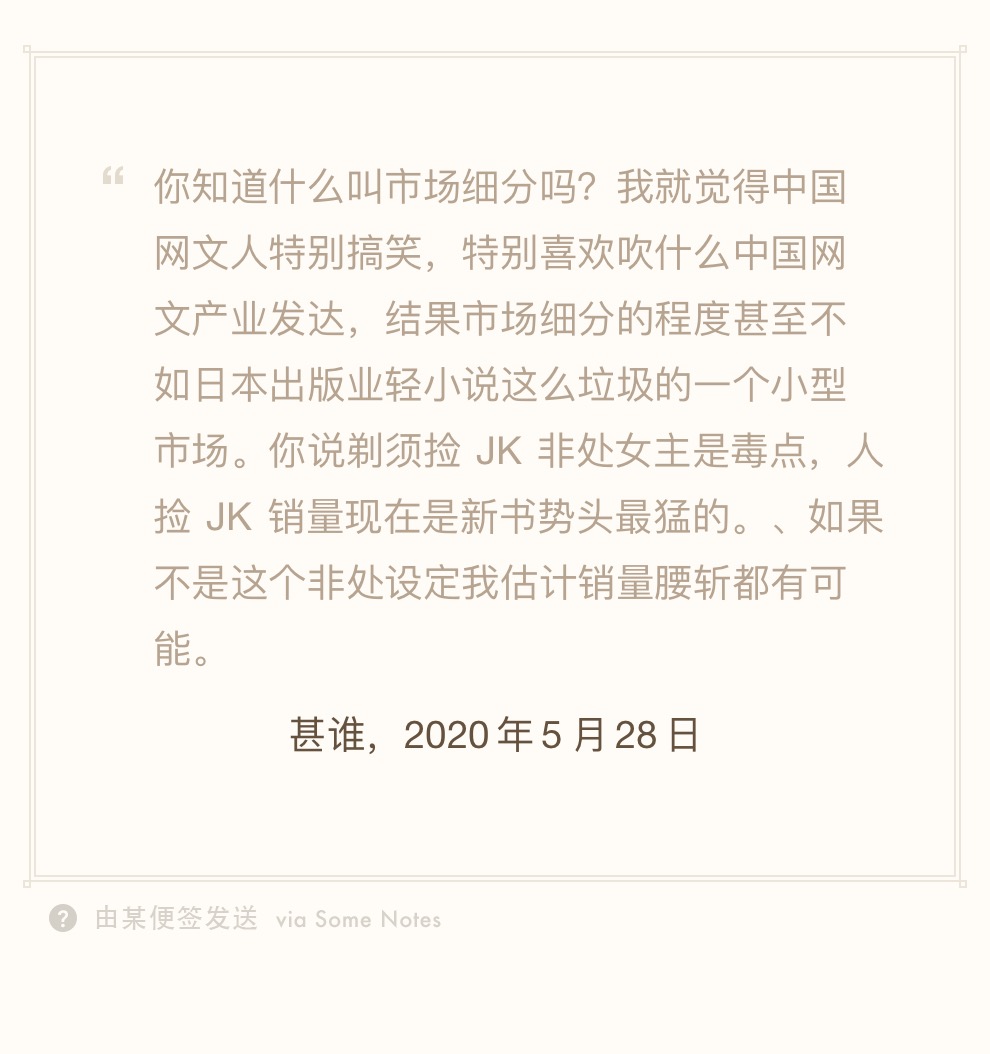 “ 你知道什么叫市场细分吗？我就觉得中国
网文人特别搞笑，特别喜欢吹什么中国网
文产业发达，结果市场细分的程度甚至不
如日本出版业轻小说这么垃圾的一个小型
市场。你说剃须捡 JK 非处女主是毒点，人
捡 JK 销量现在是新书势头最猛的。、如果
不是这个非处设定我估计销量腰斩都有可
能。
甚谁，2020 年 5 月 28 日
? 由某便签发送 via Some Notes